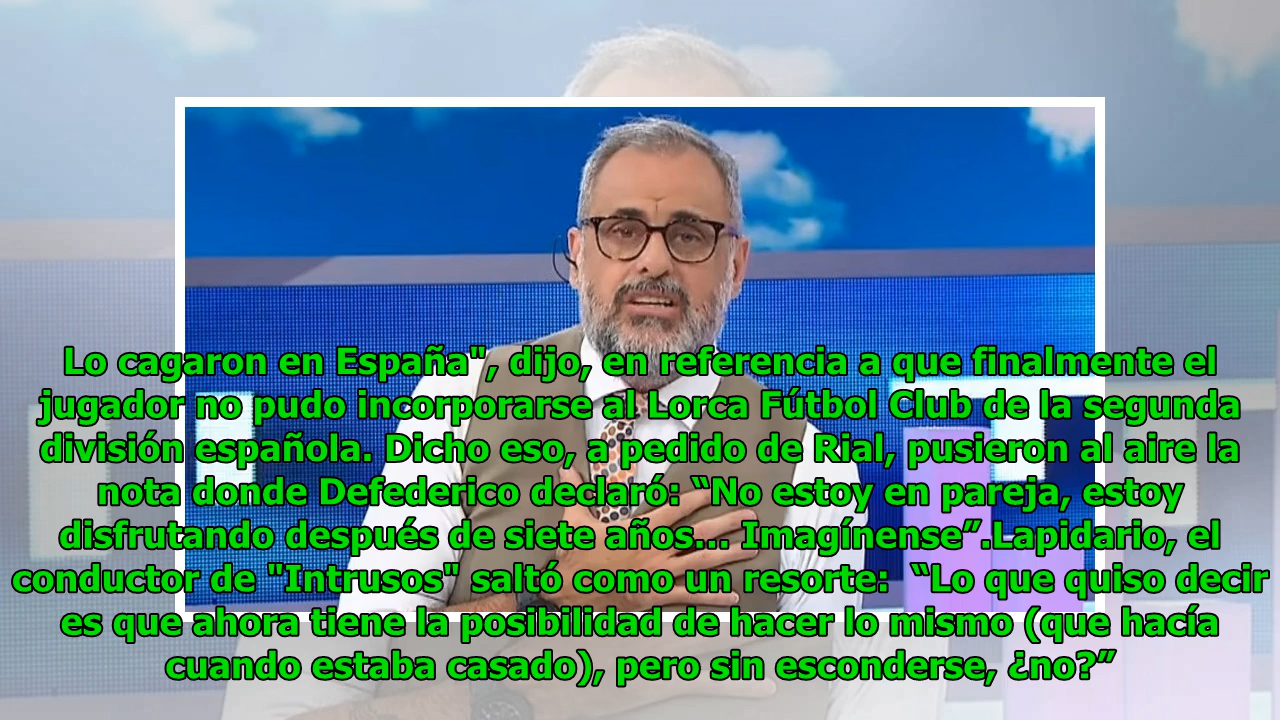 Lo cagaron en España", dijo, en referencia a que finalmente el
jugador no pudo incorporarse al Lorca Fútbol Club de la segunda
división española. Dicho eso, a pedido de Rial, pusieron al aire la
nota donde Defederico declaró: “No estoy en pareja, estoy
disfrutando después de siete años... Imagínense”.Lapidario, el
conductor de "Intrusos" saltó como un resorte:  “Lo que quiso decir
es que ahora tiene la posibilidad de hacer lo mismo (que hacía
cuando estaba casado), pero sin esconderse, ¿no?”